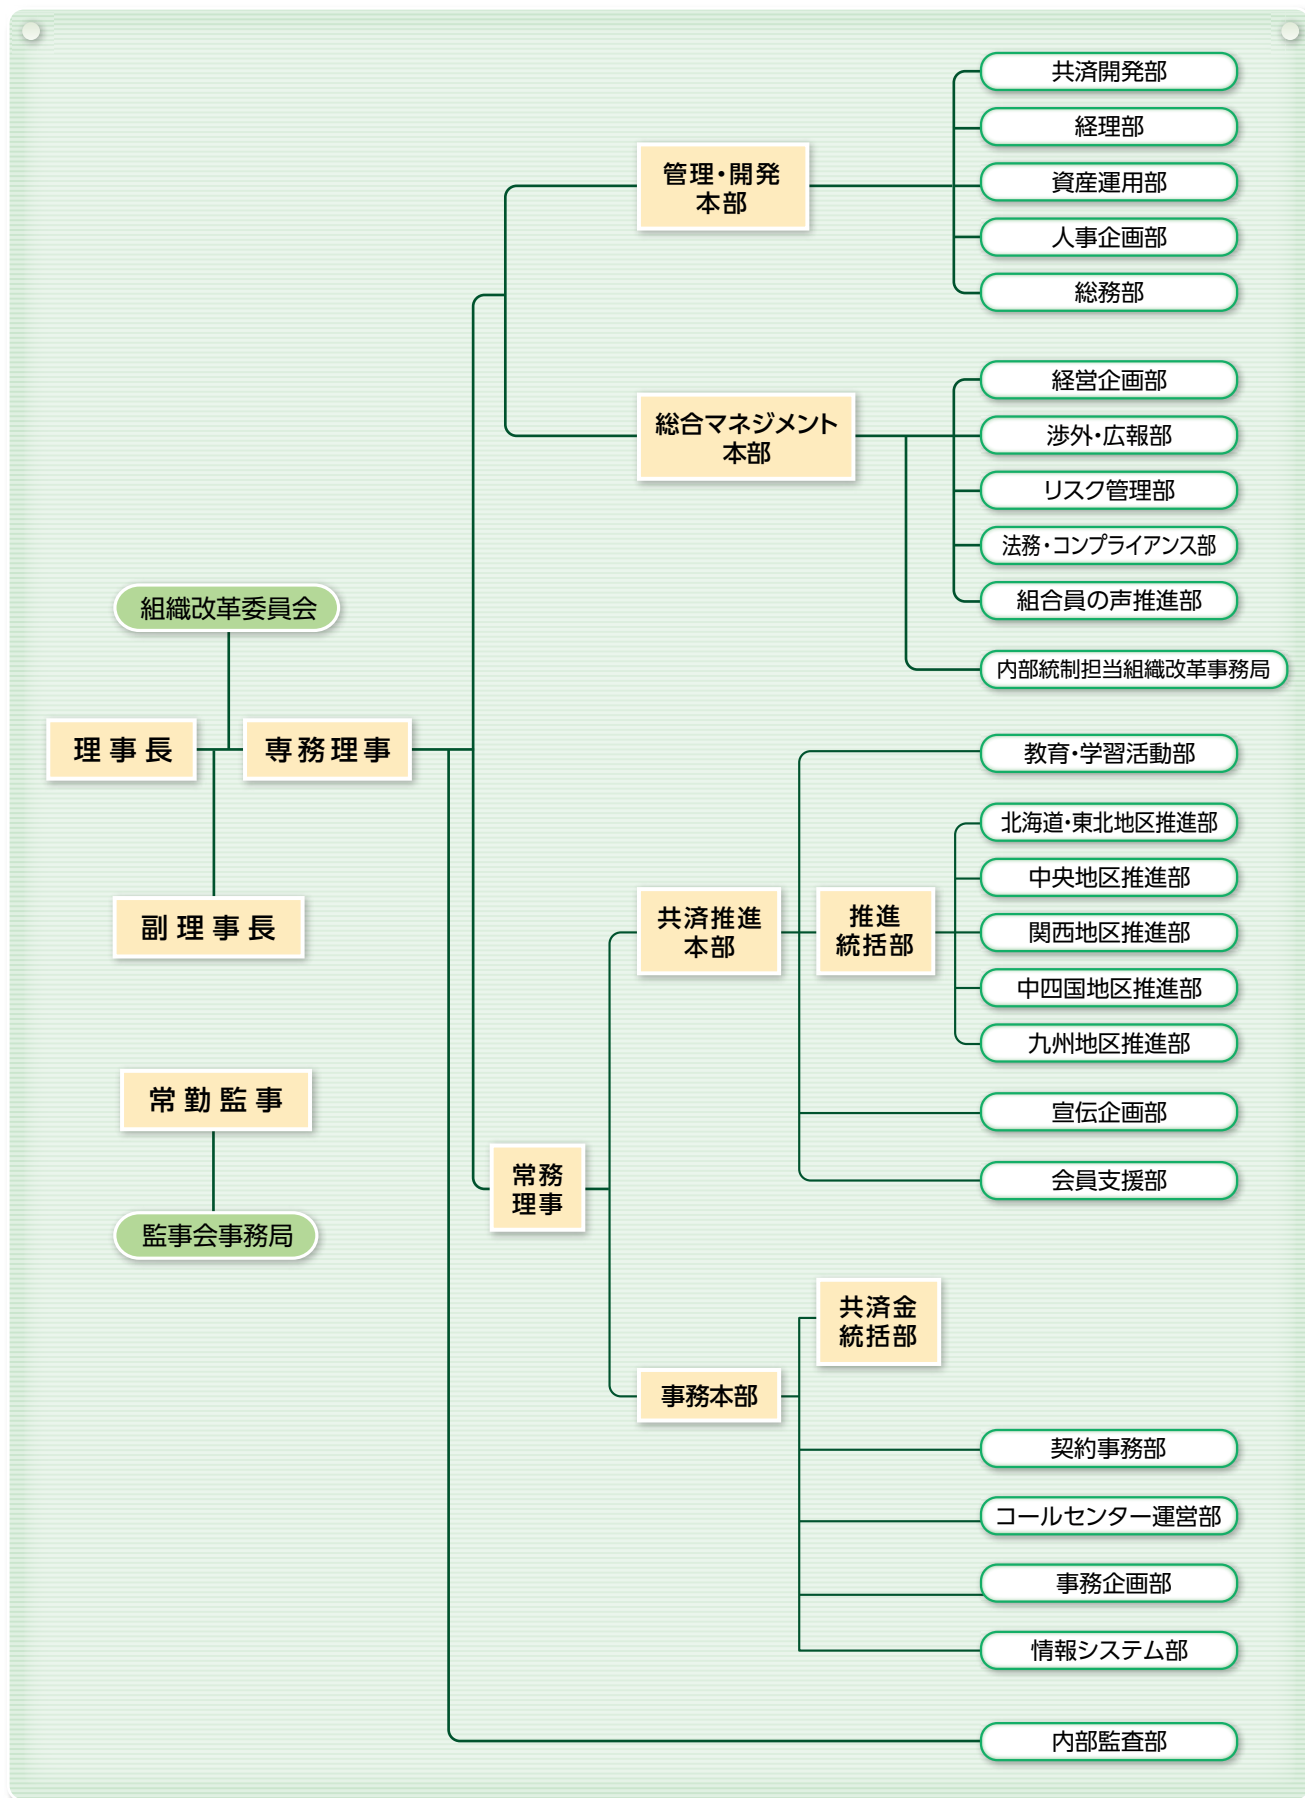 共済開発部
経理部
管理・開発
本部
資産運用部
人事企画部
総務部
経営企画部
総合マネジメント
本部
渉外・広報部
リスク管理部
法務・コンプライアンス部
組合員の声推進部
内部統制担当組織改革事務局
組織改革委員会
理事長
専務理事
副理事長
常勤監事
監事会事務局
常務
理事
教育・学習活動部
共済推進
本部
推進
統括部
北海道・東北地区推進部
中央地区推進部
関西地区推進部
中四国地区推進部
九州地区推進部
宣伝企画部
会員支援部
共済金
統括部
事務本部
契約事務部
コールセンター運営部
事務企画部
情報システム部
内部監査部